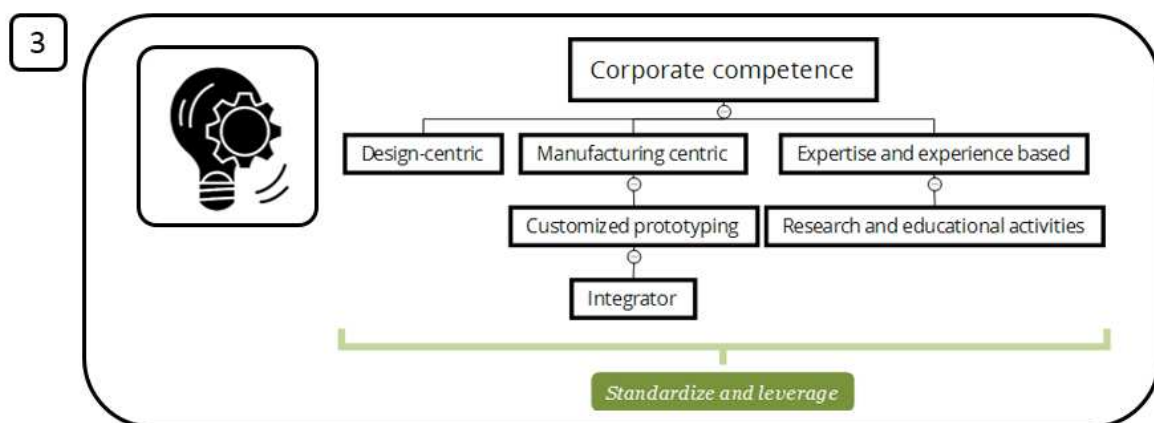 3
Corporate competence
Design-centric
Manufacturing centric
Expertise and experience based
Customized prototyping
Research and educational activities
Integrator
Standardize and leverage